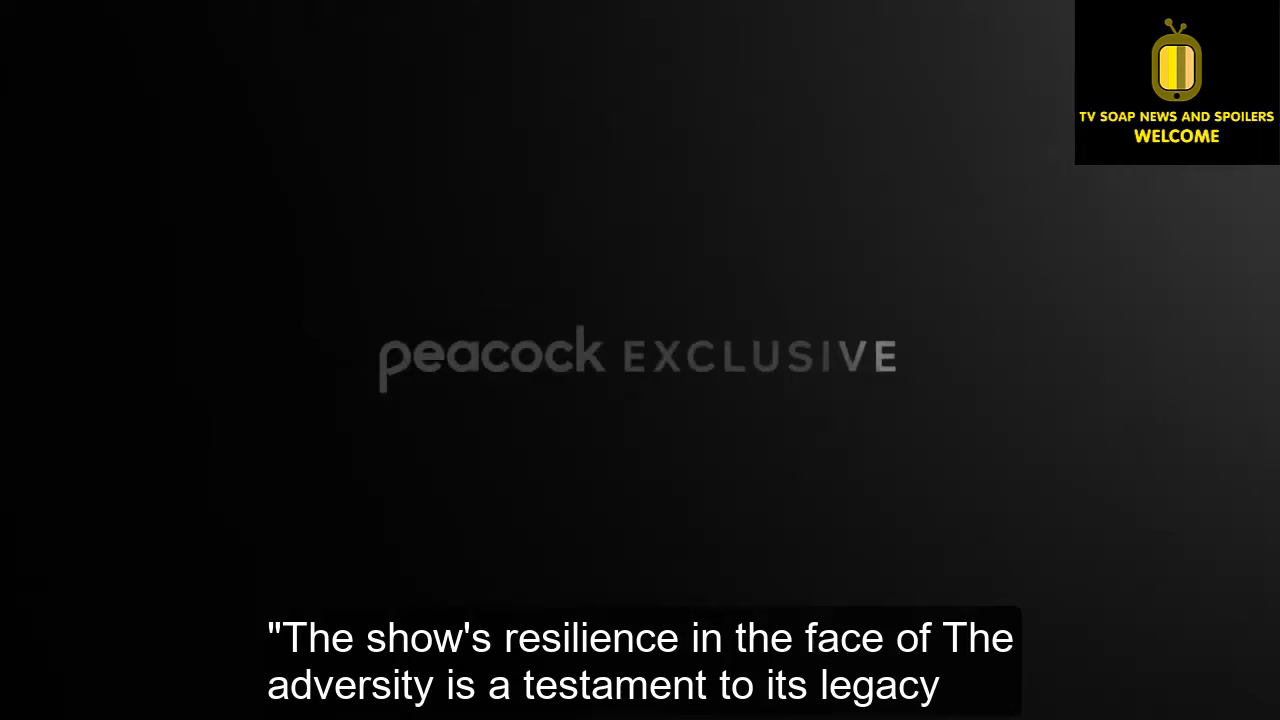 TV SOAP NEWS AND SPOILERS
WELCOME
peacock EXCLUSIVE
"The show's resilience in the face of The
adversity is a testament to its legacy